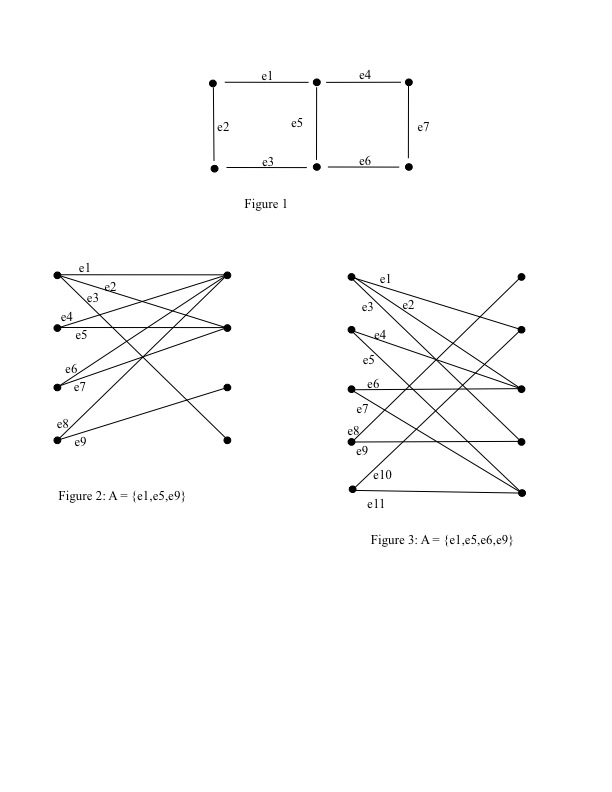 e1
e4
e2
e5
e7
e3
e6
Figure 1
e1
e2
e3
e4
e5
e6
e7
e8
e9
Figure 2: A = {e1,e5,e9}
e1
e3
e2
e4
e5
e6
e7
e8
e9
e10
e11
Figure 3: A = {e1,e5,e6,e9}